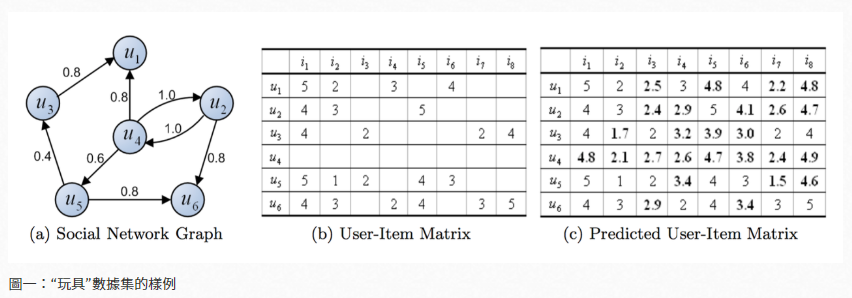 u1
0.8
0.8
1.0
u3
u2
u4
1.0
0.4
0.6
0.8
0.8
u5
u6
(a) Social Network Graph
i1 i2 i3 i4 i5 i6 i7 i8
u1 5 2 3 4
u2 4 3 5
u3 4 2 2 4
u4
u5 5 1 2 4 3
u6 4 3 2 4 3 5
(b) User-Item Matrix
i1 i2 i3 i4 i5 i6 i7 i8
u1 5 2 2.5 3 4.8 4 2.2 4.8
u2 4 3 2.4 2.9 5 4.1 2.6 4.7
u3 4 1.7 2 3.2 3.9 3.0 2 4
u4 4.8 2.1 2.7 2.6 4.7 3.8 2.4 4.9
u5 5 1 2 3.4 4 3 1.5 4.6
u6 4 3 2.9 2 4 3.4 3 5
(c) Predicted User-Item Matrix
圖一：“玩具”數據集的樣例